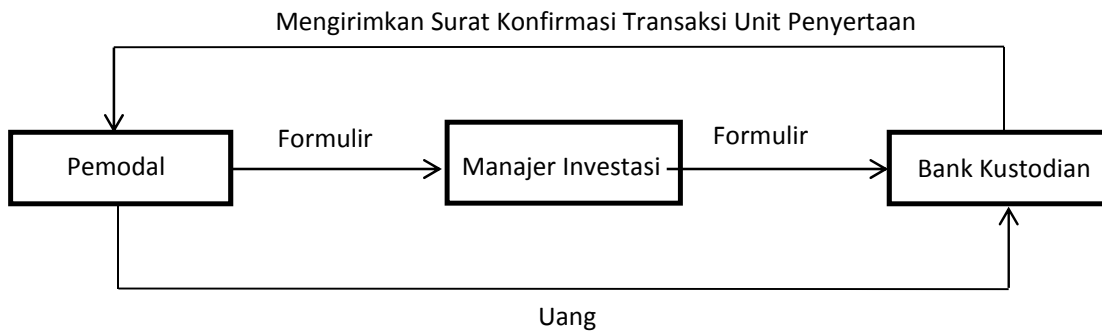 Mengirimkan Surat Konfirmasi Transaksi Unit Penyertaan
Formulir
Formulir
Pemodal
Manajer Investasi
Bank Kustodian
Uang